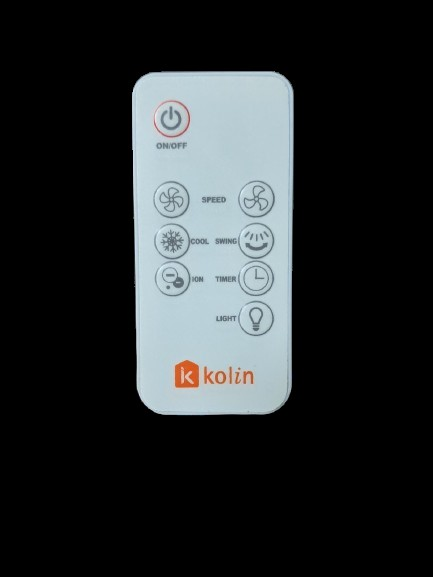 ON/OFF
SPEED
COOL SWING
ION TIMER
LIGHT
k kolin